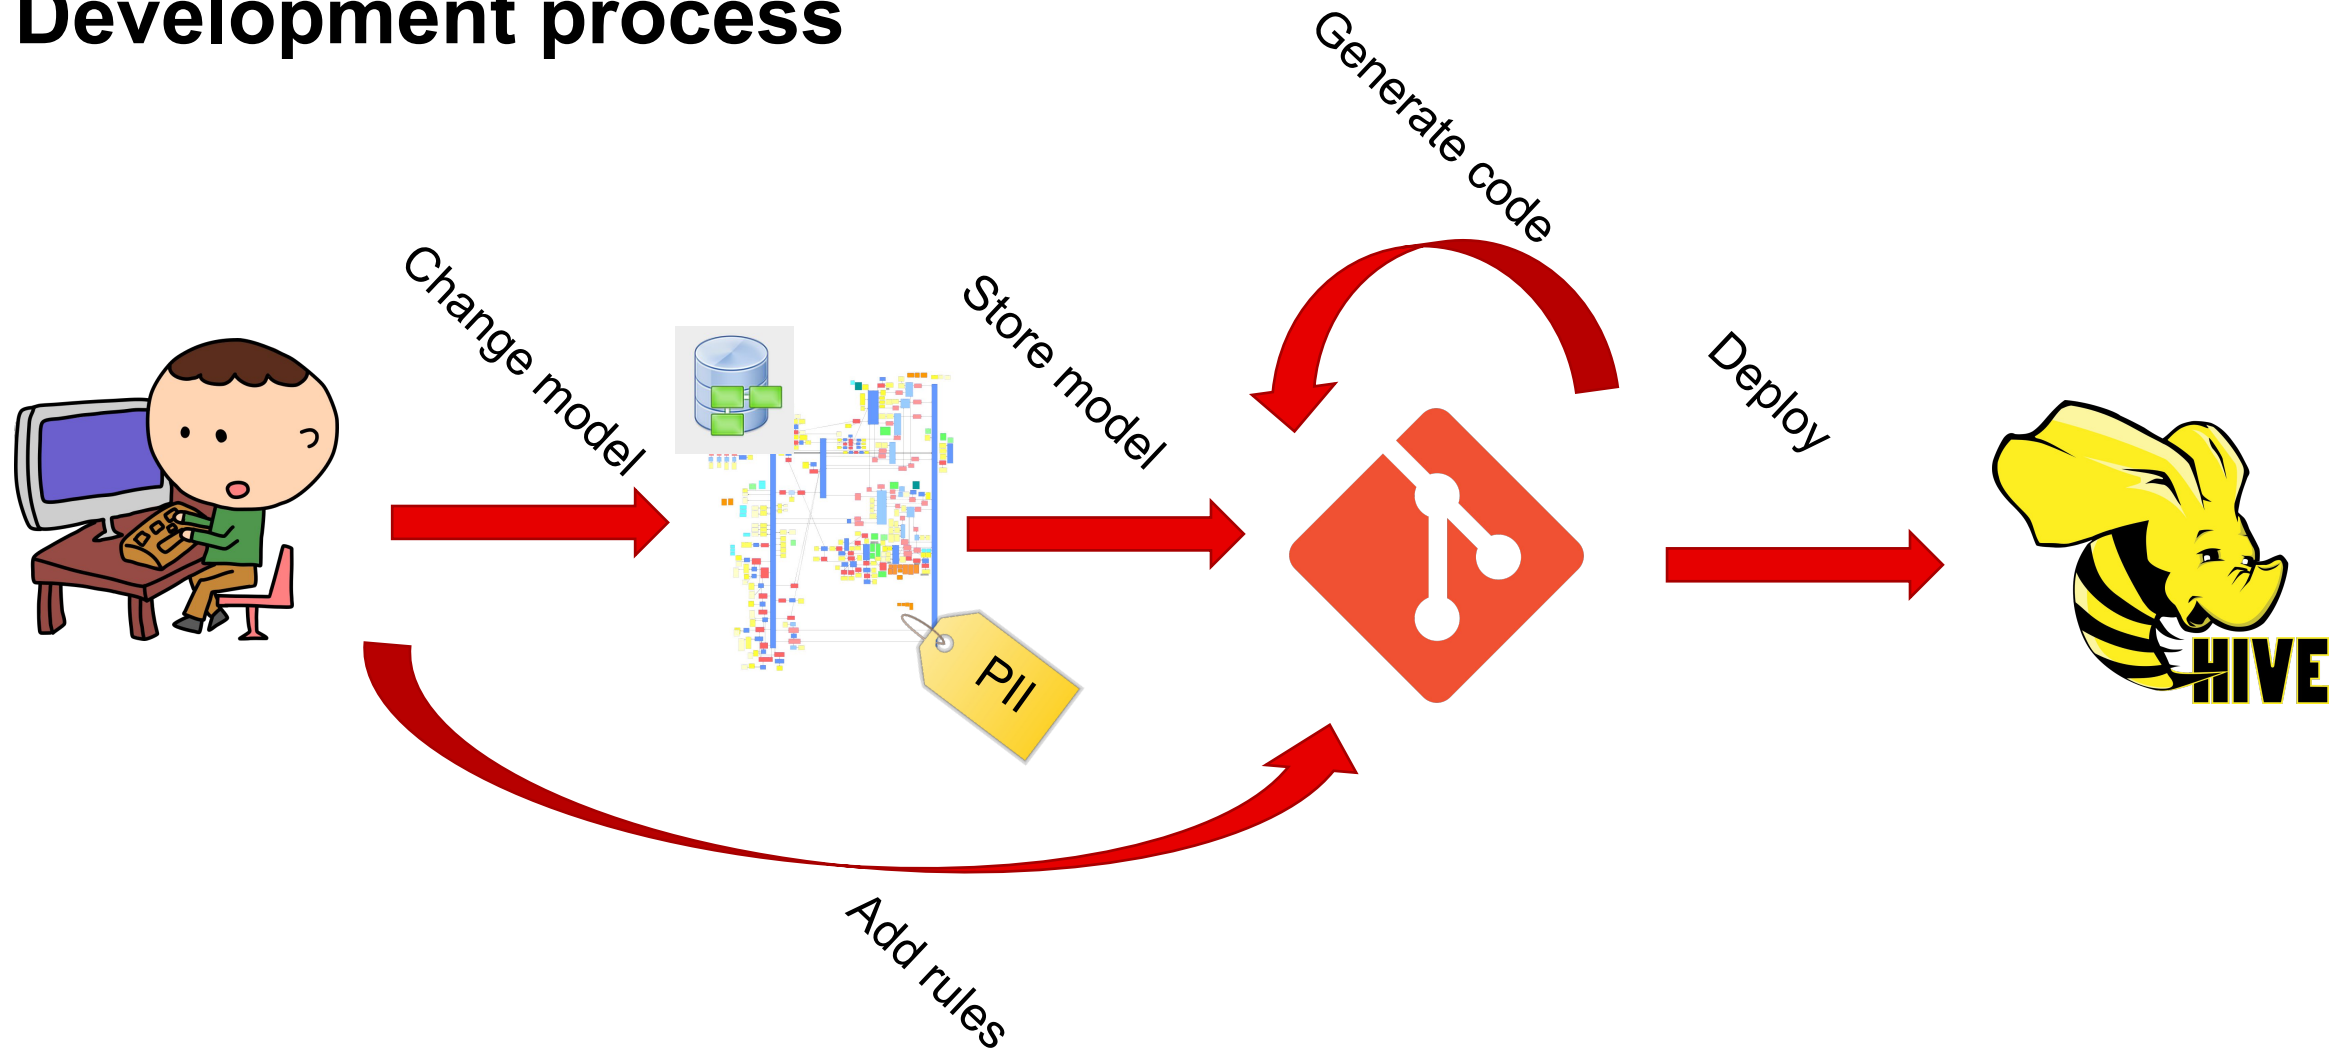 Development process
Generate code
Change model
Store model
Deploy
PII
HIVE
Add rules